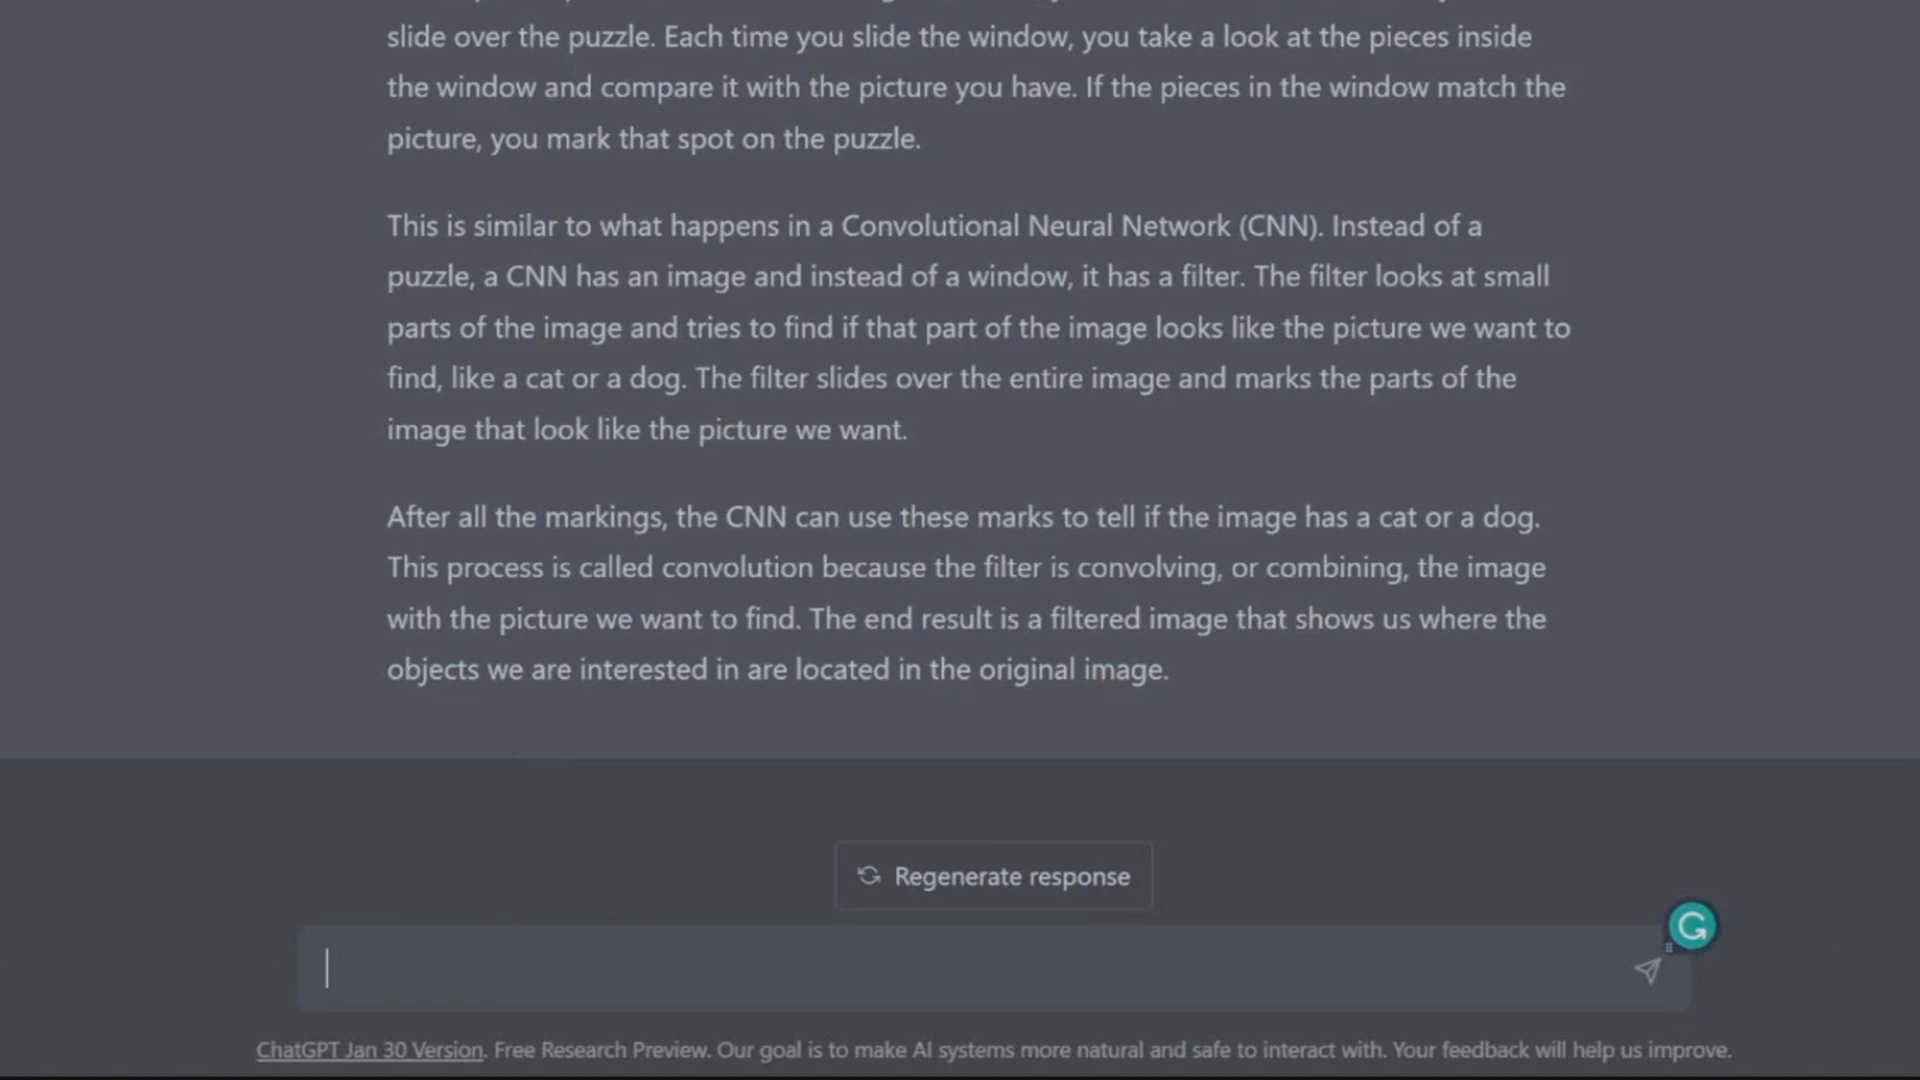 slide over the puzzle. Each time you slide the window, you take a look at the pieces inside
the window and compare it with the picture you have. If the pieces in the window match the
picture, you mark that spot on the puzzle.
This is similar to what happens in a Convolutional Neural Network (CNN). Instead of a
puzzle, a CNN has an image and instead of a window, it has a filter. The filter looks at small
parts of the image and tries to find if that part of the image looks like the picture we want to
find, like a cat or a dog. The filter slides over the entire image and marks the parts of the
image that look like the picture we want.
After all the markings, the CNN can use these marks to tell if the image has a cat or a dog.
This process is called convolution because the filter is convolving, or combining, the image
with the picture we want to find. The end result is a filtered image that shows us where the
objects we are interested in are located in the original image.
Regenerate response
ChatGPT Jan 30 Version. Free Research Preview. Our goal is to make AI systems more natural and safe to interact with. Your feedback will help us improve.